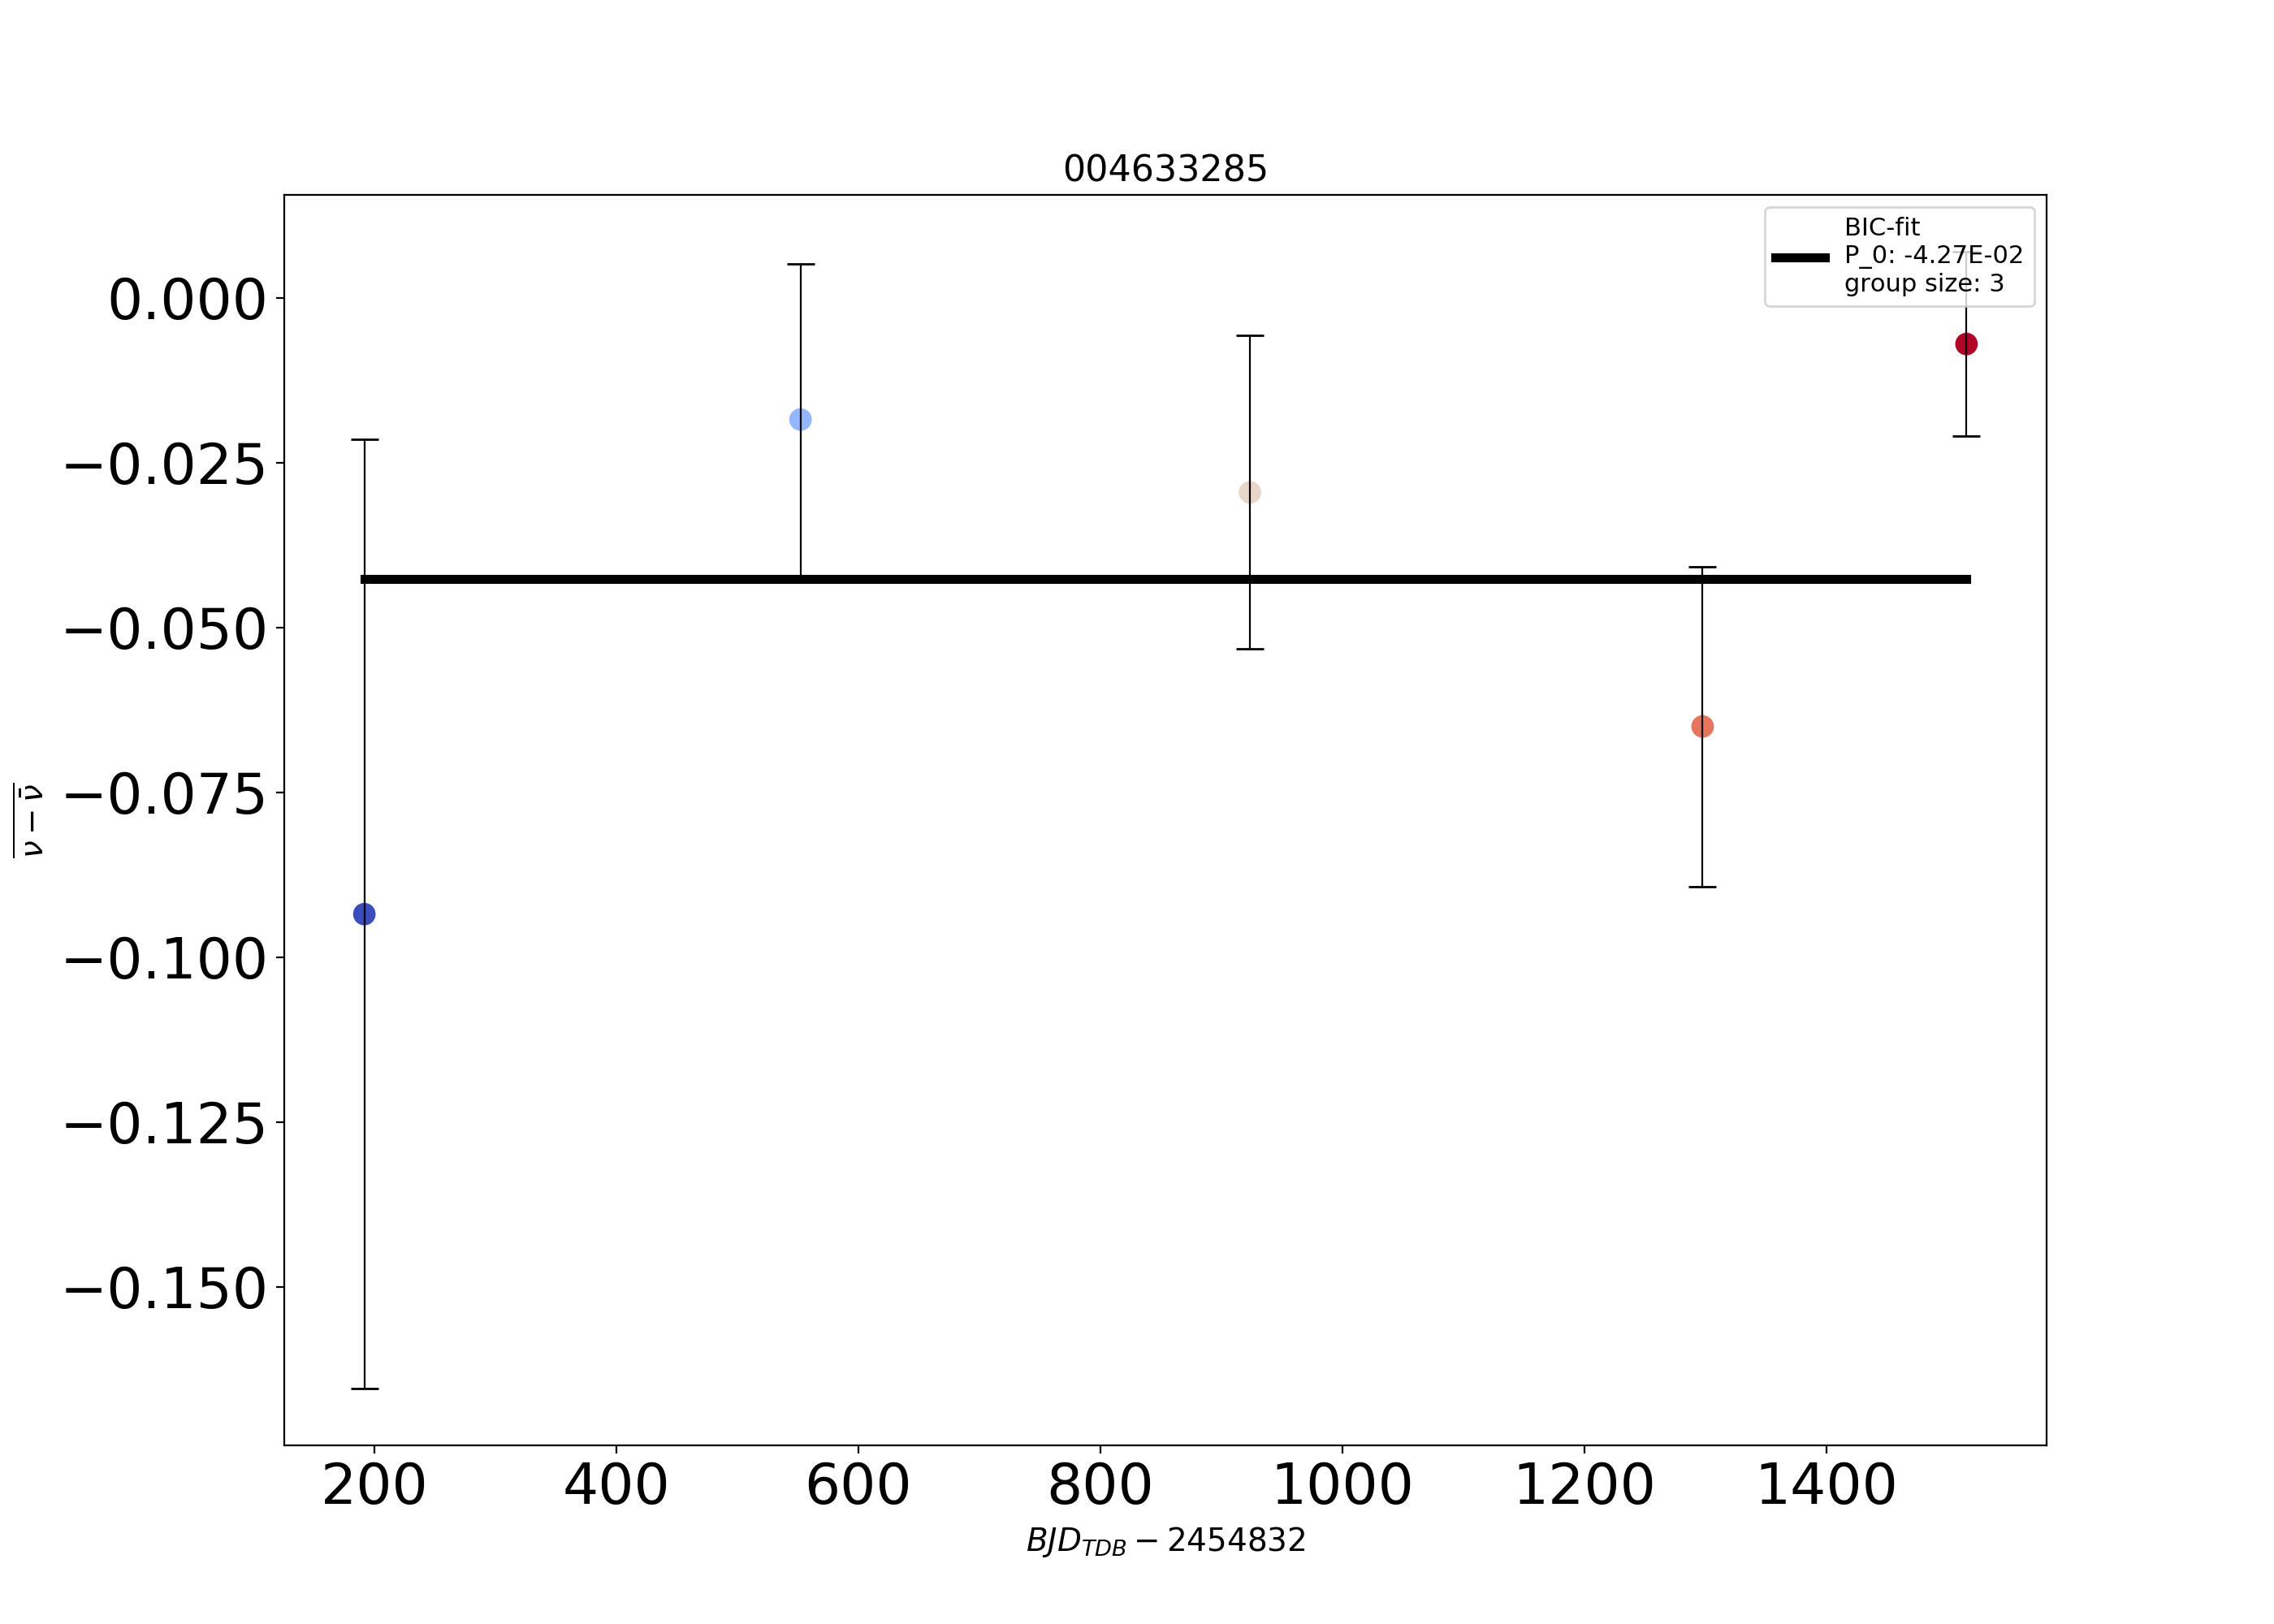 004633285
BIC-fit
P_0: -4.27E-02
group size: 3
0.000
−0.025
−0.050
−0.075
−0.100
−0.125
−0.150
ν − ν̄
200 400 600 800 1000 1200 1400
BJD_TDB − 2454832